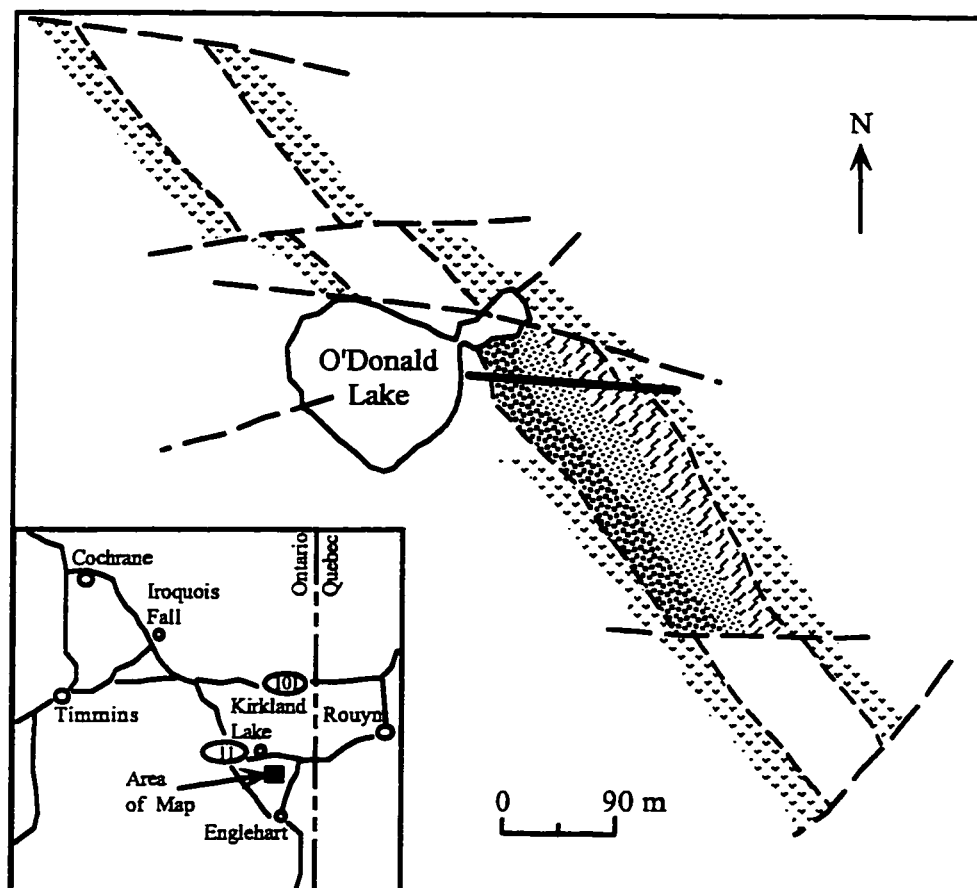 N
O'Donald
Lake
Cochrane
Iroquois
Fall
Ontario
Quebec
101
Timmins
Kirkland
Lake
Rouyn
11
Area
of Map
Englehart
0 90 m